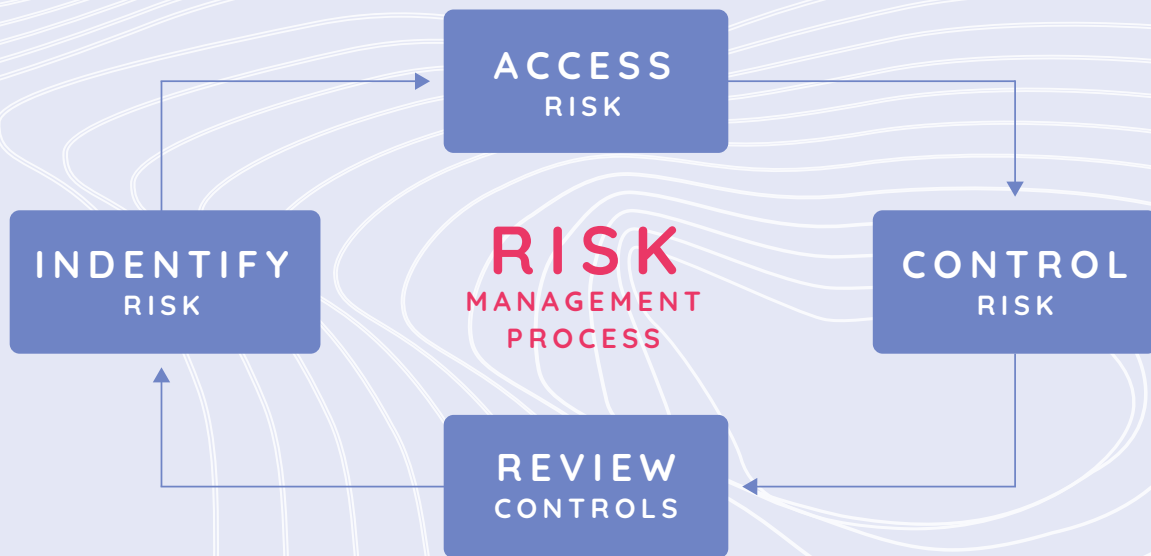 ACCESS
RISK
INDENTIFY
RISK
RISK
MANAGEMENT
PROCESS
CONTROL
RISK
REVIEW
CONTROLS